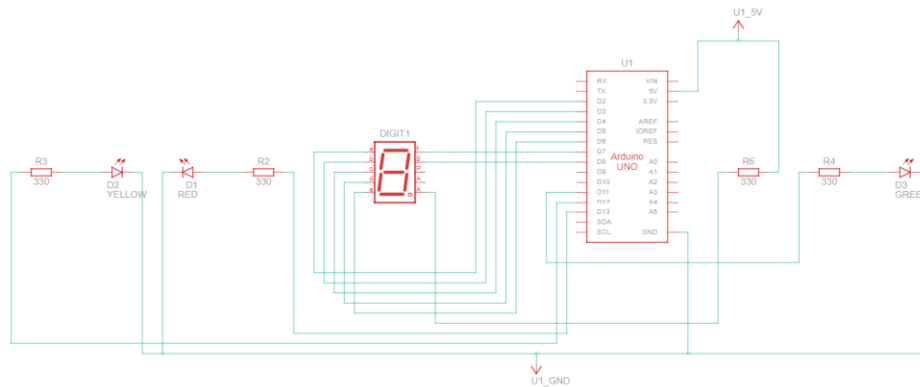 U1_5V
U1
RX VIN
TX 5V
D2 3.3V
D3
D4 AREF
D5 IOREF
D6 RES
D7
D8 A0
D9 A1
D10 A2
D11 A3
D12 A4
D13 A5
SDA
SCL GND
Arduino
UNO
DIGIT1
a f
b g
c P
d A
e A
R3
330
D2
YELLOW
D1
RED
R2
330
R6
330
R4
330
D3
GREE
U1_GND